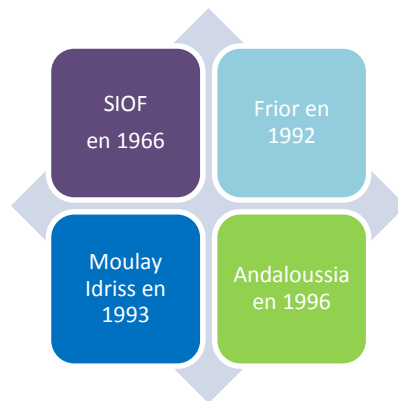 SIOF
en 1966
Frior en
1992
Moulay
Idriss en
1993
Andaloussia
en 1996